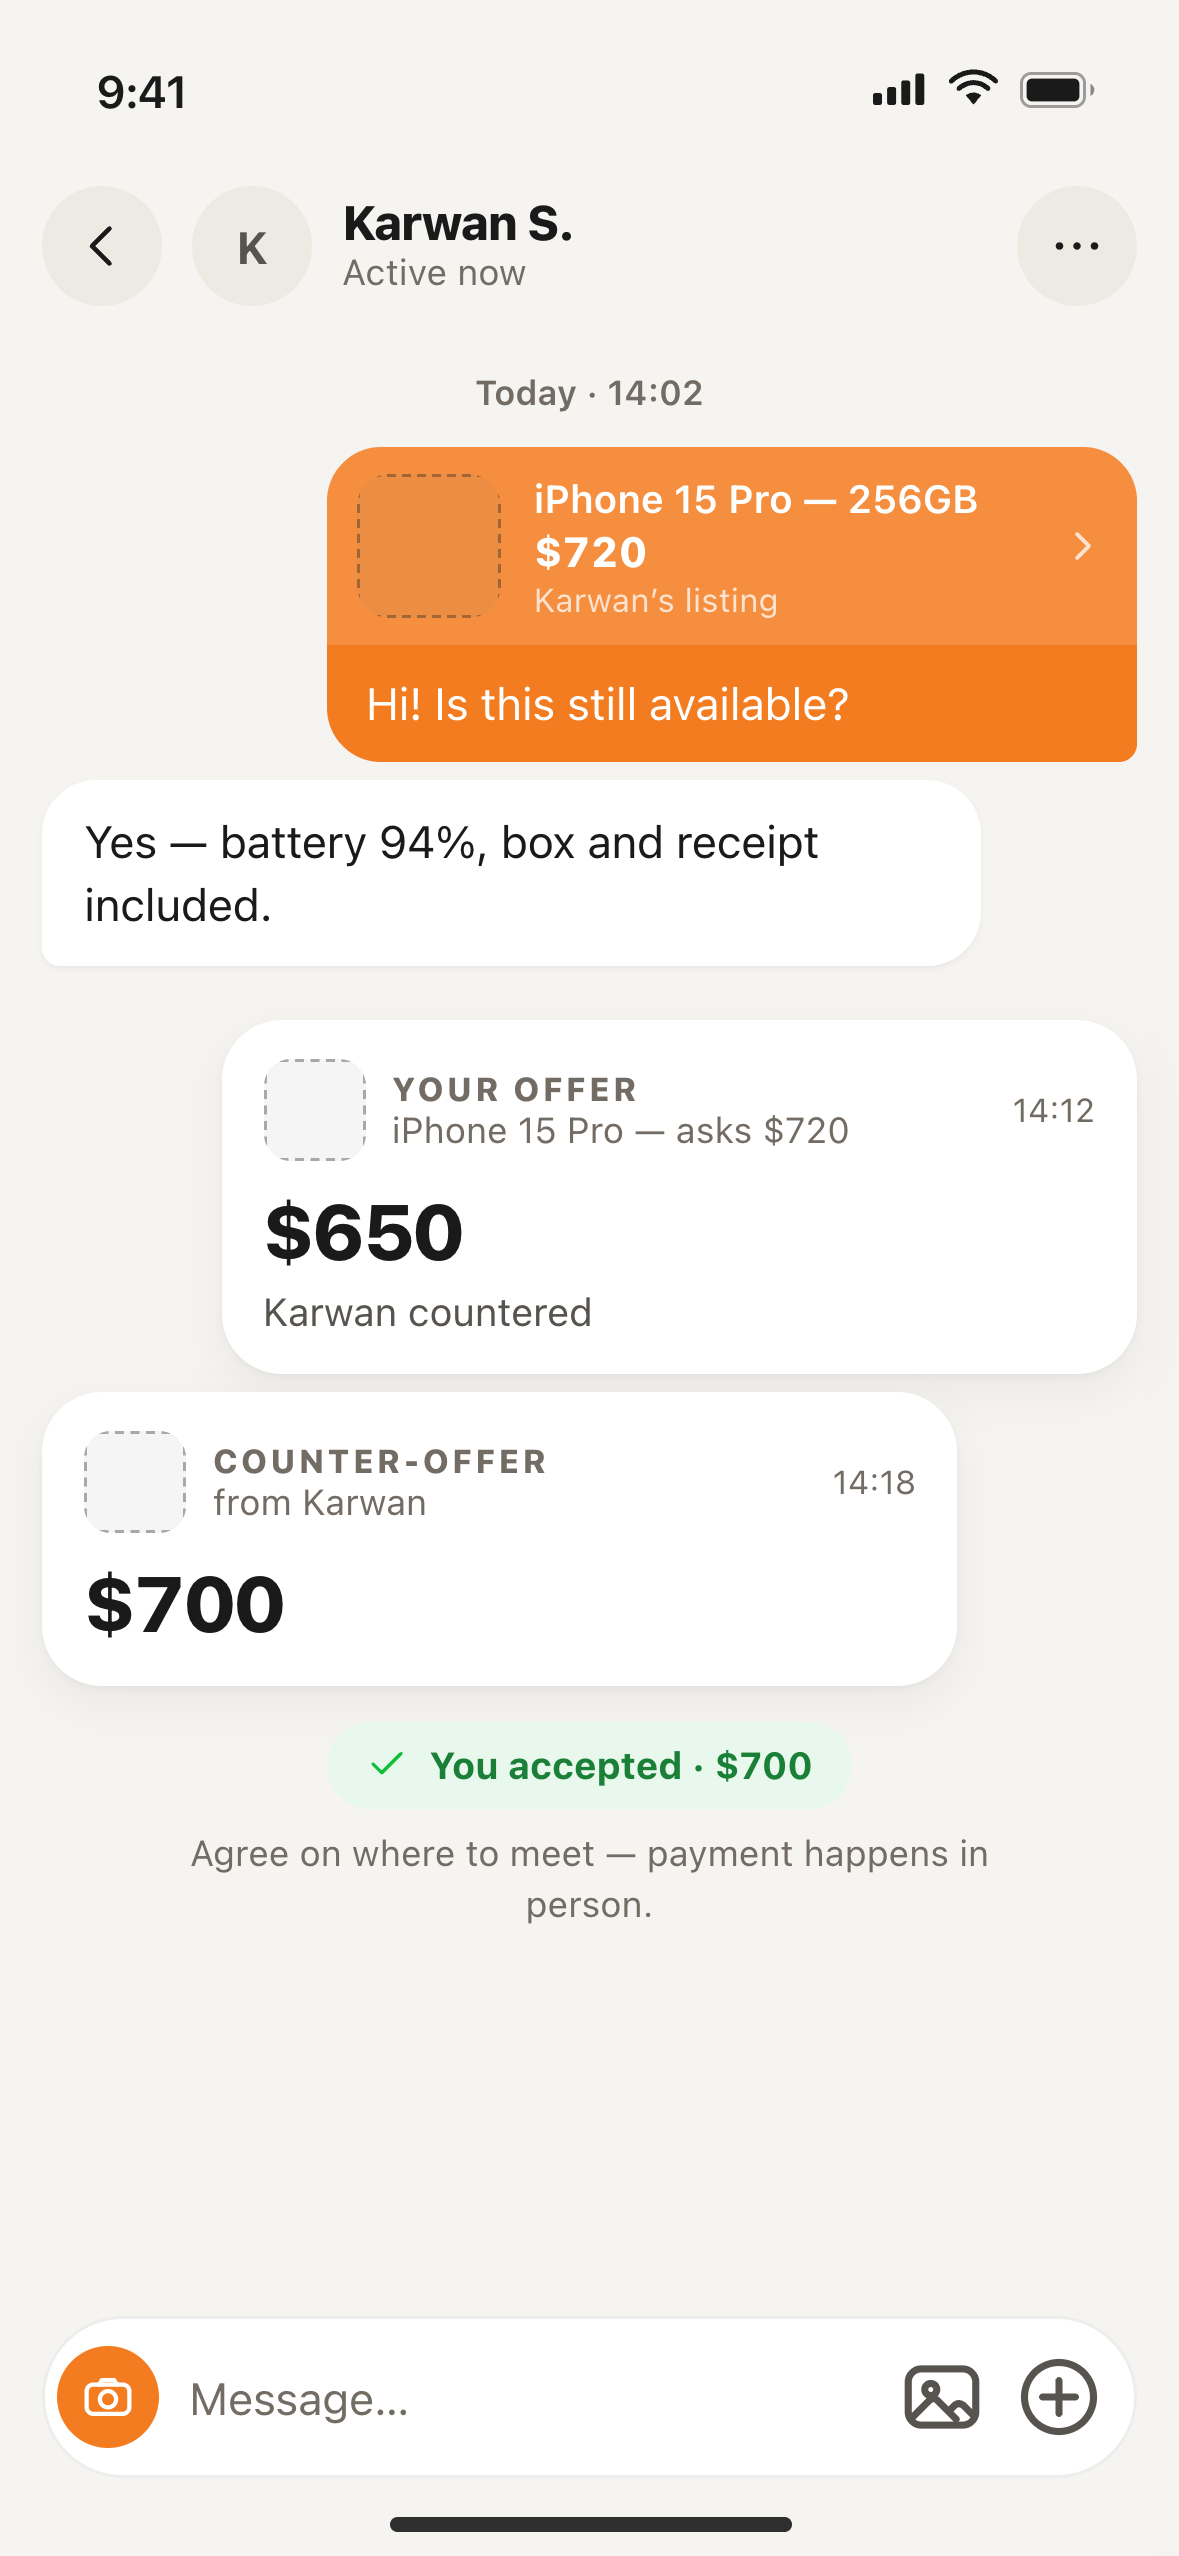 9:41
K
Karwan S.
Active now
Today · 14:02
iPhone 15 Pro — 256GB
$720
Karwan’s listing
Hi! Is this still available?
Yes — battery 94%, box and receipt
included.
YOUR OFFER
iPhone 15 Pro — asks $720
14:12
$650
Karwan countered
COUNTER-OFFER
from Karwan
14:18
$700
You accepted · $700
Agree on where to meet — payment happens in
person.
Message...